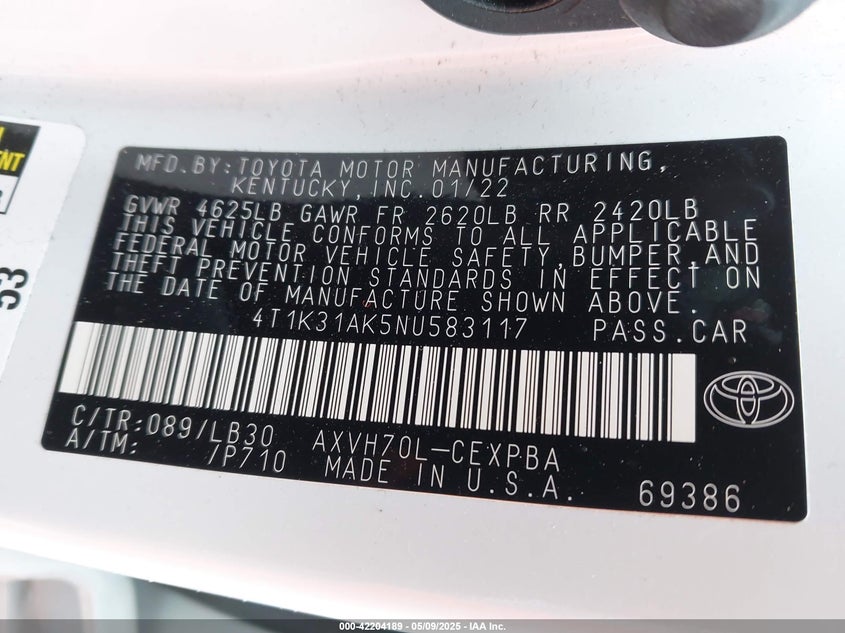 MFD.BY:TOYOTA MOTOR MANUFACTURING,
KENTUCKY,INC 01/22
GVWR 4625LB GAWR FR 2620LB RR 2420LB
THIS VEHICLE CONFORMS TO ALL APPLICABLE
FEDERAL MOTOR VEHICLE SAFETY,BUMPER,AND
THEFT PREVENTION STANDARDS IN EFFECT ON
THE DATE OF MANUFACTURE SHOWN ABOVE.
4T1K31AK5NU583117 PASS.CAR
C/TR:089/LB30 AXVH70L-CEXPBA
A/TM: /P710 MADE IN U.S.A. 69386
53
000-42204189 - 05/09/2025 - IAA Inc.